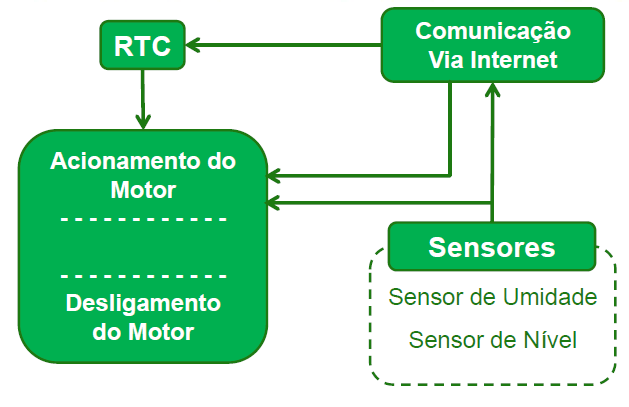 RTC
Comunicação
Via Internet
Acionamento do
Motor
- - - - - - - - - - - -
- - - - - - - - - - - -
Desligamento
do Motor
Sensores
Sensor de Umidade
Sensor de Nível